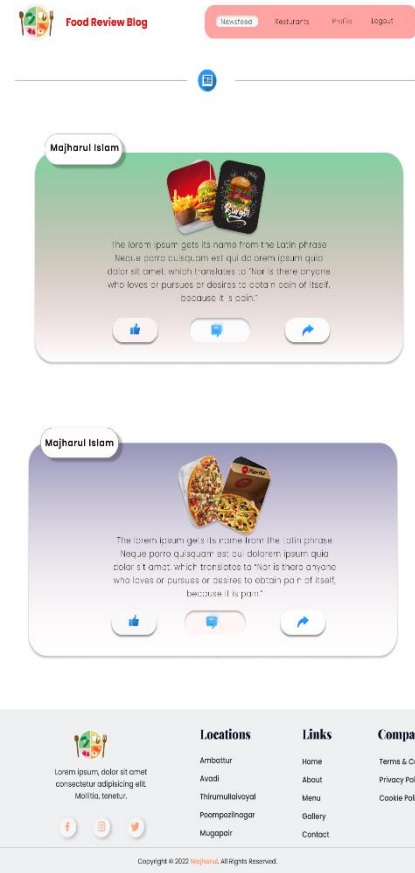 Food Review Blog
Newsfeed Resturants Profile Logout
Majharul Islam
The lorem ipsum gets its name from the Latin phrase
Neque porro quisquam est qui dolorem ipsum quia
dolor sit amet, which translates to “Nor is there anyone
who loves or pursues or desires to obtain pain of itself,
because it is pain.”
Majharul Islam
The lorem ipsum gets its name from the Latin phrase
Neque porro quisquam est qui dolorem ipsum quia
dolor sit amet, which translates to “Nor is there anyone
who loves or pursues or desires to obtain pain of itself,
because it is pain.”
Lorem ipsum, dolor sit amet
consectetur adipisicing elit.
Mollitia, tenetur.
Locations
Ambattur
Avadi
Thirumullaivoyal
Poompozilnagar
Mugapair
Links
Home
About
Menu
Gallery
Contact
Compa
Terms & Co
Privacy Pol
Cookie Poli
Copyright © 2022 Majharul. All Rights Reserved.